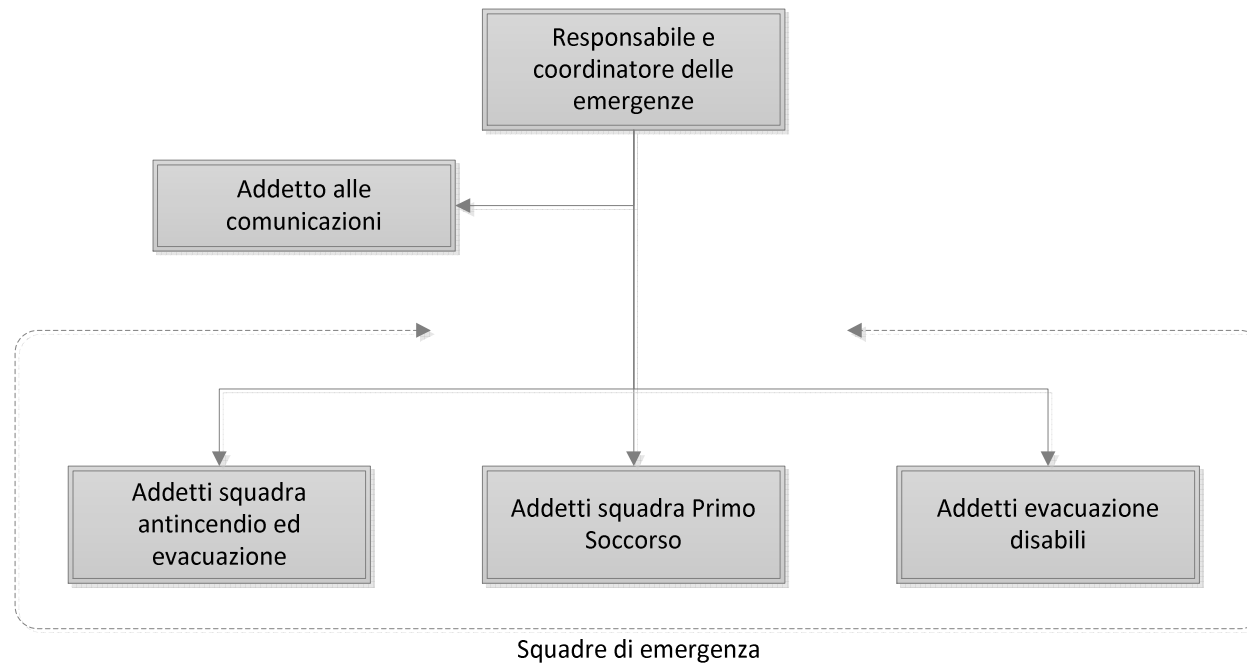 Responsabile e
coordinatore delle
emergenze
Addetto alle
comunicazioni
Addetti squadra
antincendio ed
evacuazione
Addetti squadra Primo
Soccorso
Addetti evacuazione
disabili
Squadre di emergenza